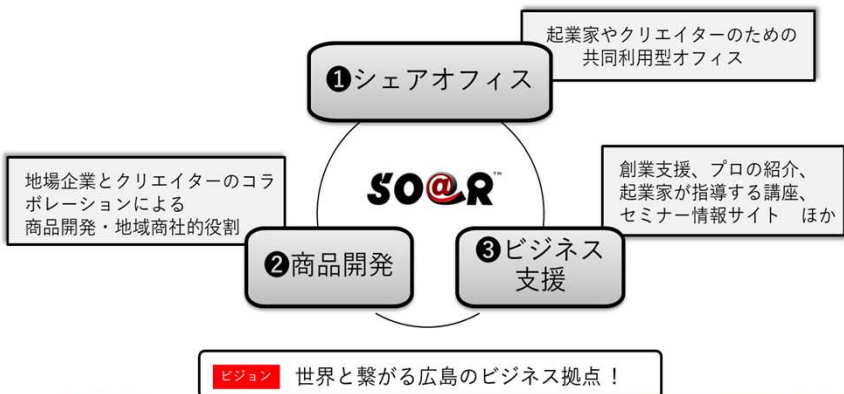 起業家やクリエイターのための
共同利用型オフィス
❶シェアオフィス
地場企業とクリエイターのコラ
ボレーションによる
商品開発・地域商社的役割
SO@R™
創業支援、プロの紹介、
起業家が指導する講座、
セミナー情報サイト　ほか
❷商品開発
❸ビジネス
支援
ビジョン 世界と繋がる広島のビジネス拠点！